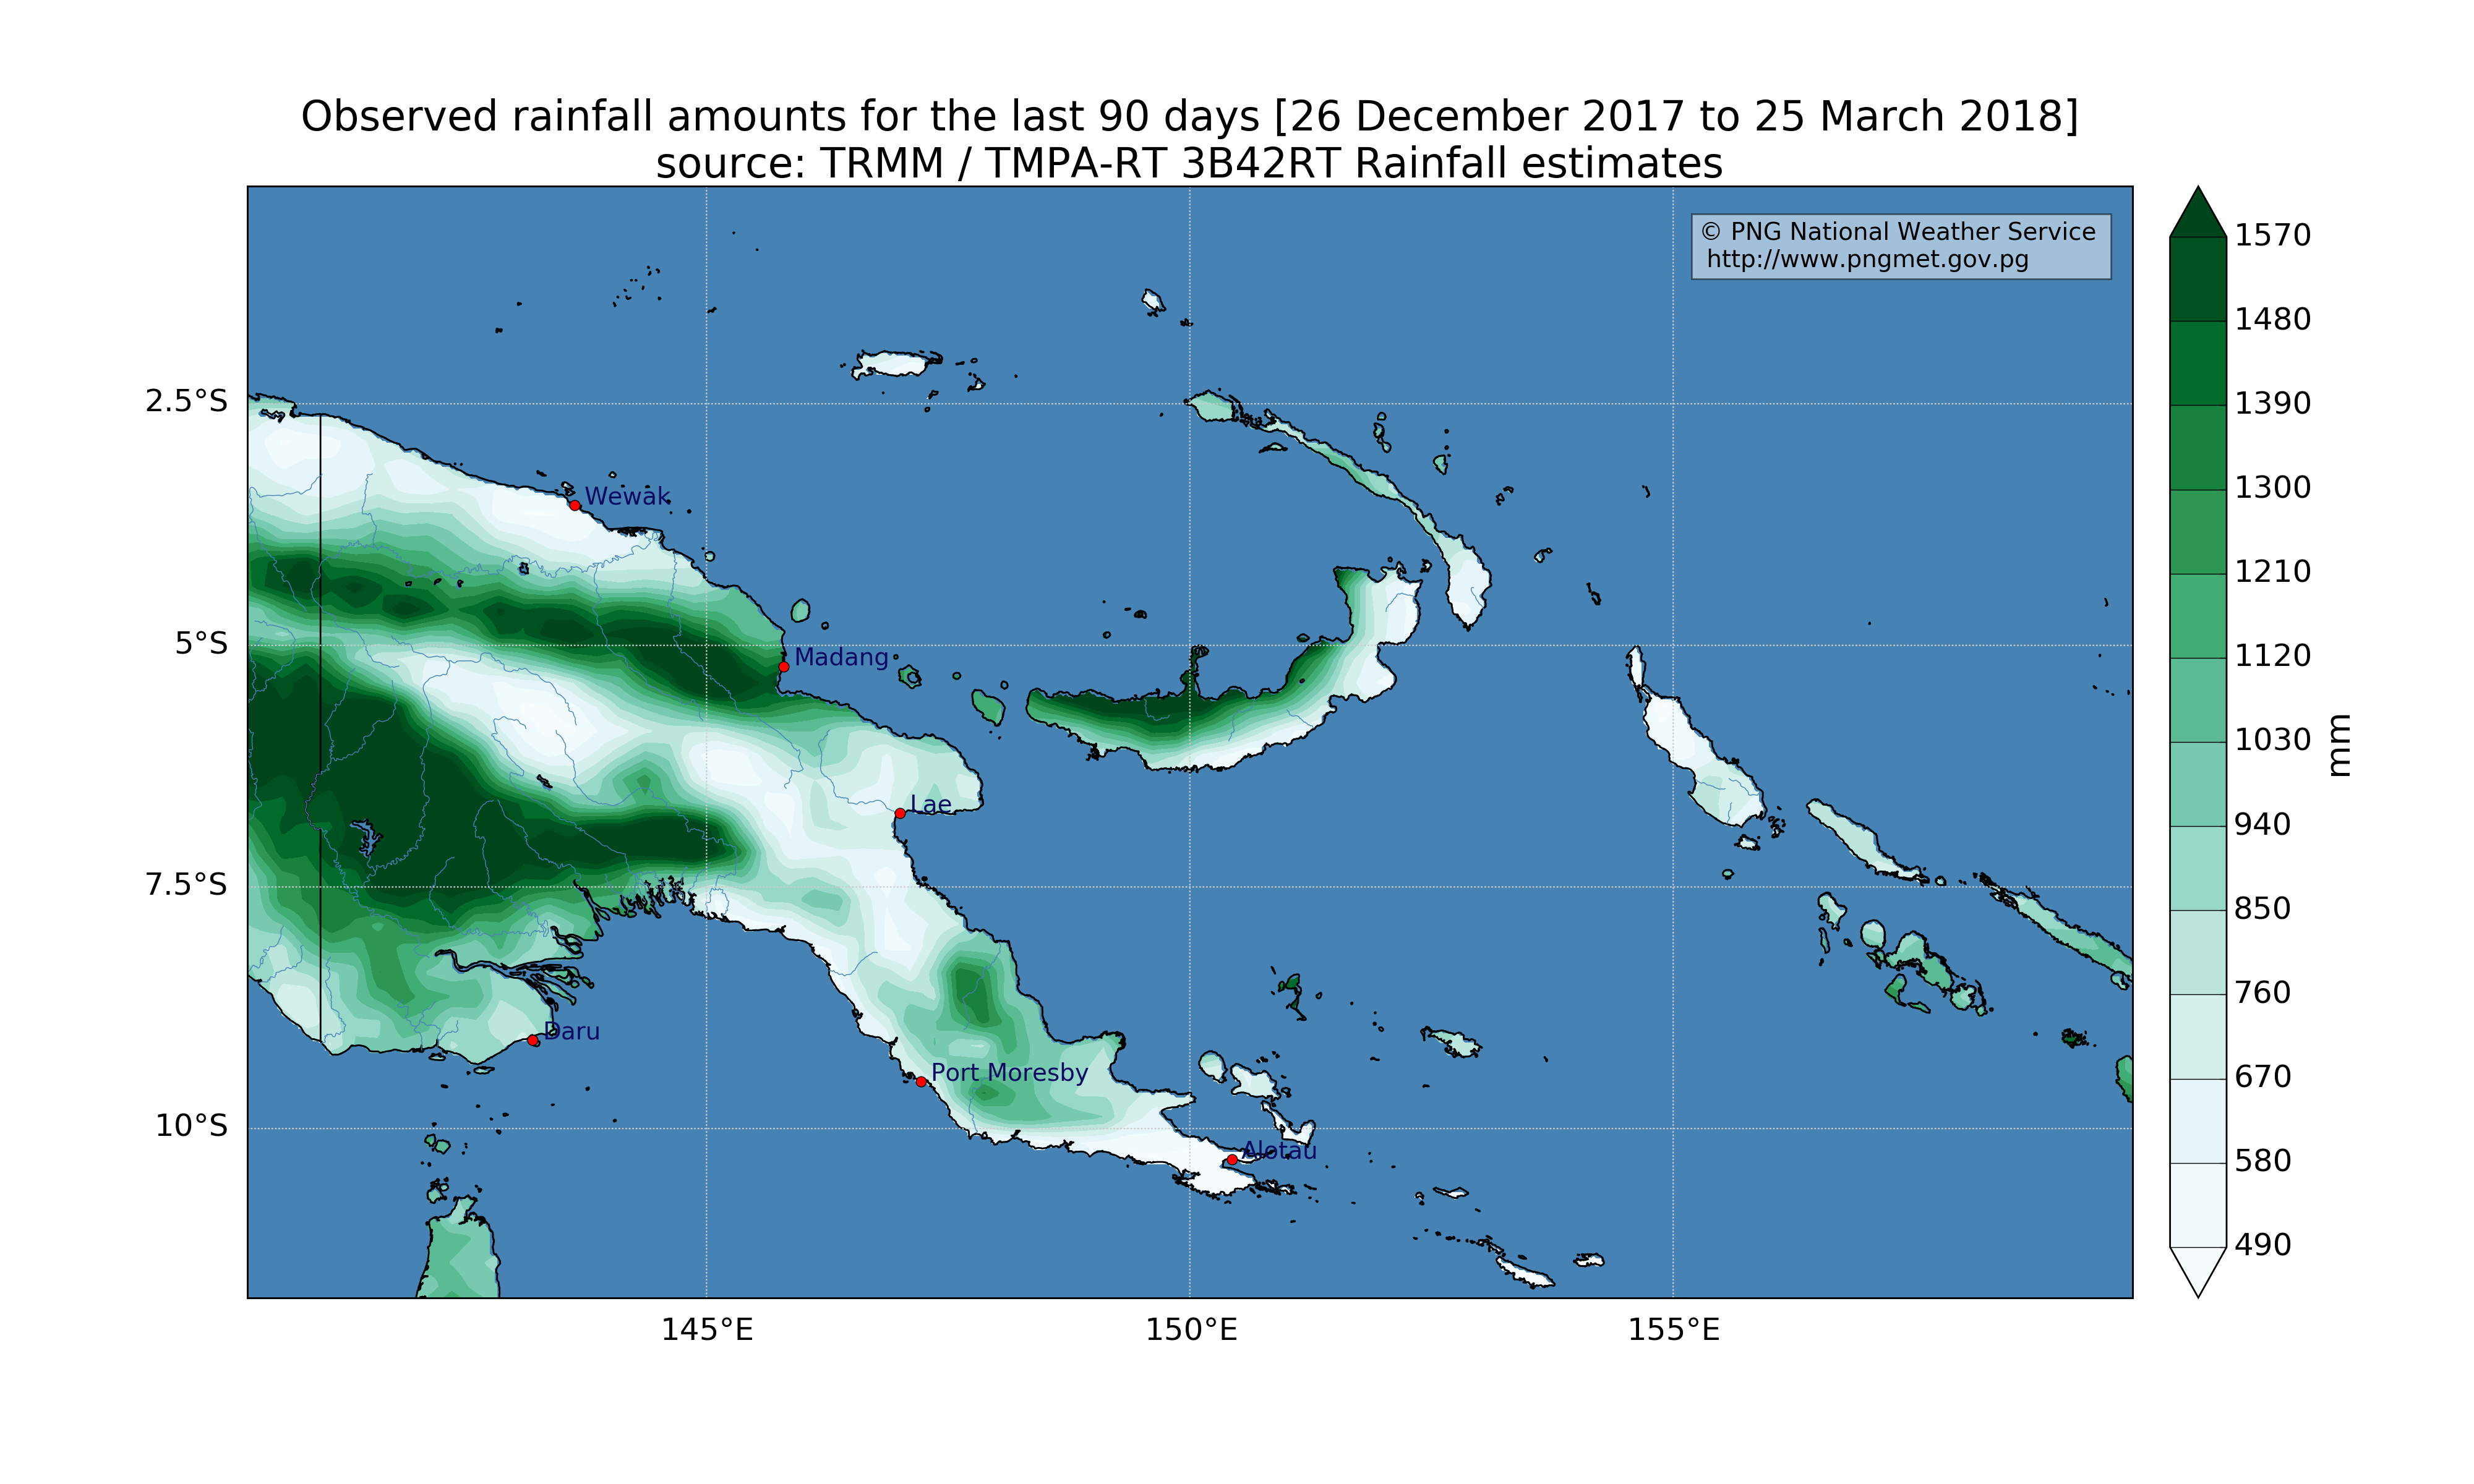 Observed rainfall amounts for the last 90 days [26 December 2017 to 25 March 2018]
source: TRMM / TMPA-RT 3B42RT Rainfall estimates
© PNG National Weather Service
http://www.pngmet.gov.pg
1570
1480
1390
1300
1210
1120
1030
940
850
760
670
580
490
mm
2.5°S
5°S
7.5°S
10°S
Wewak
Madang
Lae
Daru
Port Moresby
Alotau
145°E
150°E
155°E